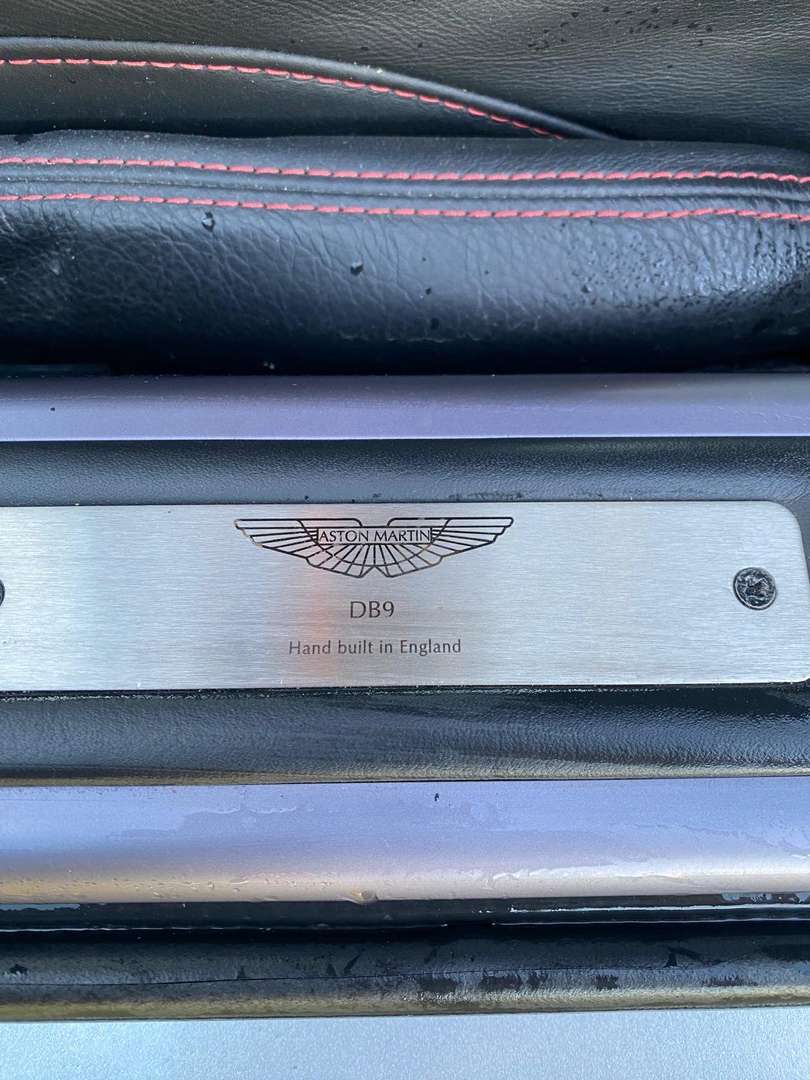 ASTON MARTIN
DB9
Hand built in England